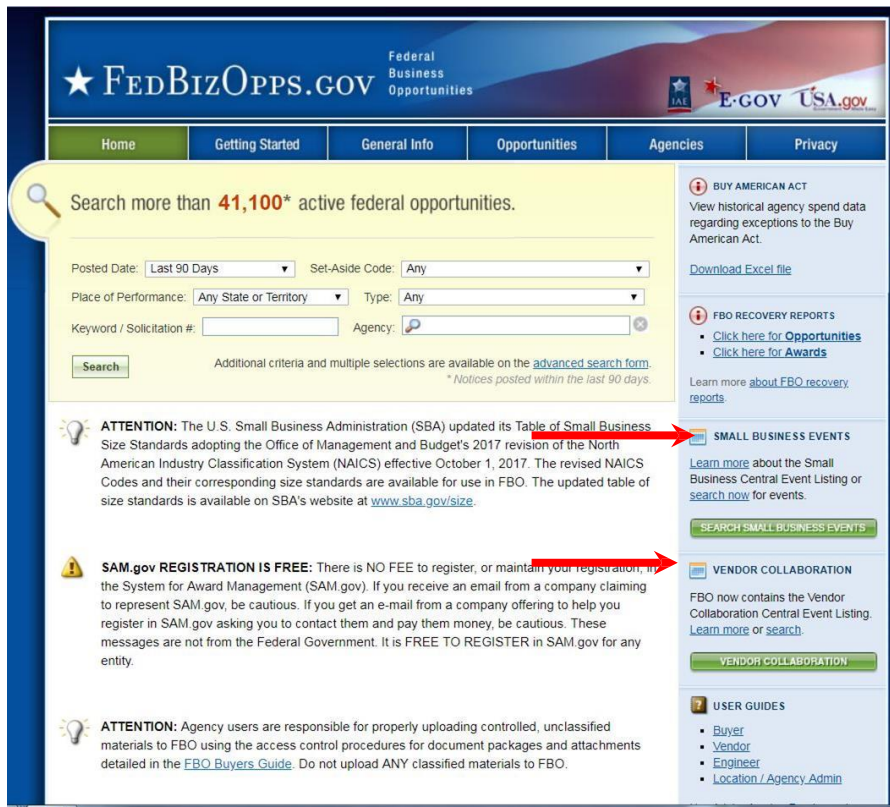 FEDBIZOPPS.GOV
Federal
Business
Opportunities
IAE
E-GOV
USA.gov
Home Getting Started General Info Opportunities Agencies Privacy
Search more than 41,100* active federal opportunities.
Posted Date: Last 90 Days Set-Aside Code: Any
Place of Performance: Any State or Territory Type: Any
Keyword / Solicitation #: Agency:
Search
Additional criteria and multiple selections are available on the advanced search form.
* Notices posted within the last 90 days.
ATTENTION: The U.S. Small Business Administration (SBA) updated its Table of Small Business
Size Standards adopting the Office of Management and Budget's 2017 revision of the North
American Industry Classification System (NAICS) effective October 1, 2017. The revised NAICS
Codes and their corresponding size standards are available for use in FBO. The updated table of
size standards is available on SBA's website at www.sba.gov/size.
SAM.gov REGISTRATION IS FREE: There is NO FEE to register, or maintain your registration, in
the System for Award Management (SAM.gov). If you receive an email from a company claiming
to represent SAM.gov, be cautious. If you get an e-mail from a company offering to help you
register in SAM.gov asking you to contact them and pay them money, be cautious. These
messages are not from the Federal Government. It is FREE TO REGISTER in SAM.gov for any
entity.
ATTENTION: Agency users are responsible for properly uploading controlled, unclassified
materials to FBO using the access control procedures for document packages and attachments
detailed in the FBO Buyers Guide. Do not upload ANY classified materials to FBO.
BUY AMERICAN ACT
View historical agency spend data
regarding exceptions to the Buy
American Act.
Download Excel file
FBO RECOVERY REPORTS
Click here for Opportunities
Click here for Awards
Learn more about FBO recovery
reports.
SMALL BUSINESS EVENTS
Learn more about the Small
Business Central Event Listing or
search now for events.
SEARCH SMALL BUSINESS EVENTS
VENDOR COLLABORATION
FBO now contains the Vendor
Collaboration Central Event Listing.
Learn more or search.
VENDOR COLLABORATION
USER GUIDES
Buyer
Vendor
Engineer
Location / Agency Admin